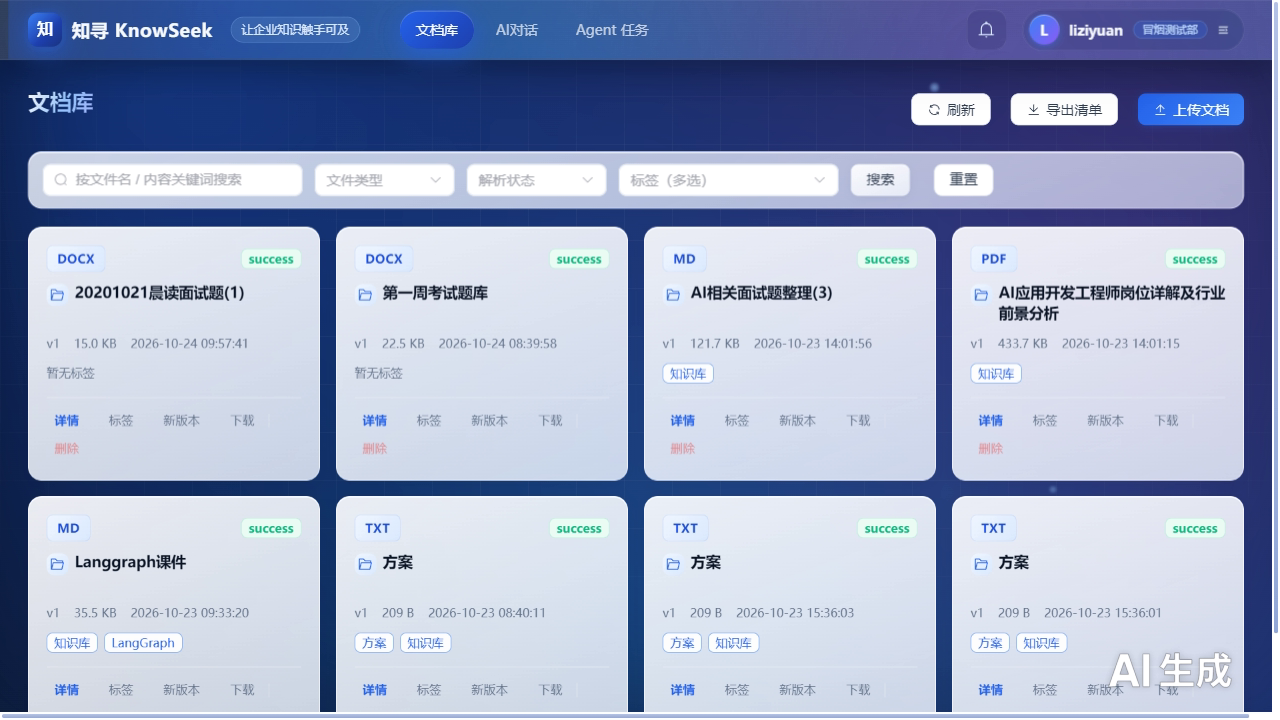 知 知寻 KnowSeek 让企业知识触手可及 文档库 AI对话 Agent 任务 L liziyuan 冒烟测试部
文档库
刷新 导出清单 上传文档
按文件名 / 内容关键词搜索 文件类型 解析状态 标签（多选） 搜索 重置
DOCX success
20201021晨读面试题(1)
v1 15.0 KB 2026-10-24 09:57:41
暂无标签
详情 标签 新版本 下载
删除
DOCX success
第一周考试题库
v1 22.5 KB 2026-10-24 08:39:58
暂无标签
详情 标签 新版本 下载
删除
MD success
AI相关面试题整理(3)
v1 121.7 KB 2026-10-23 14:01:56
知识库
详情 标签 新版本 下载
删除
PDF success
AI应用开发工程师岗位详解及行业
前景分析
v1 433.7 KB 2026-10-23 14:01:15
知识库
详情 标签 新版本 下载
删除
MD success
Langgraph课件
v1 35.5 KB 2026-10-23 09:33:20
知识库 LangGraph
详情 标签 新版本 下载
TXT success
方案
v1 209 B 2026-10-23 08:40:11
方案 知识库
详情 标签 新版本 下载
TXT success
方案
v1 209 B 2026-10-23 15:36:03
方案 知识库
详情 标签 新版本 下载
TXT success
方案
v1 209 B 2026-10-23 15:36:01
方案 知识库
详情 标签 新版本 下载
AI 生成